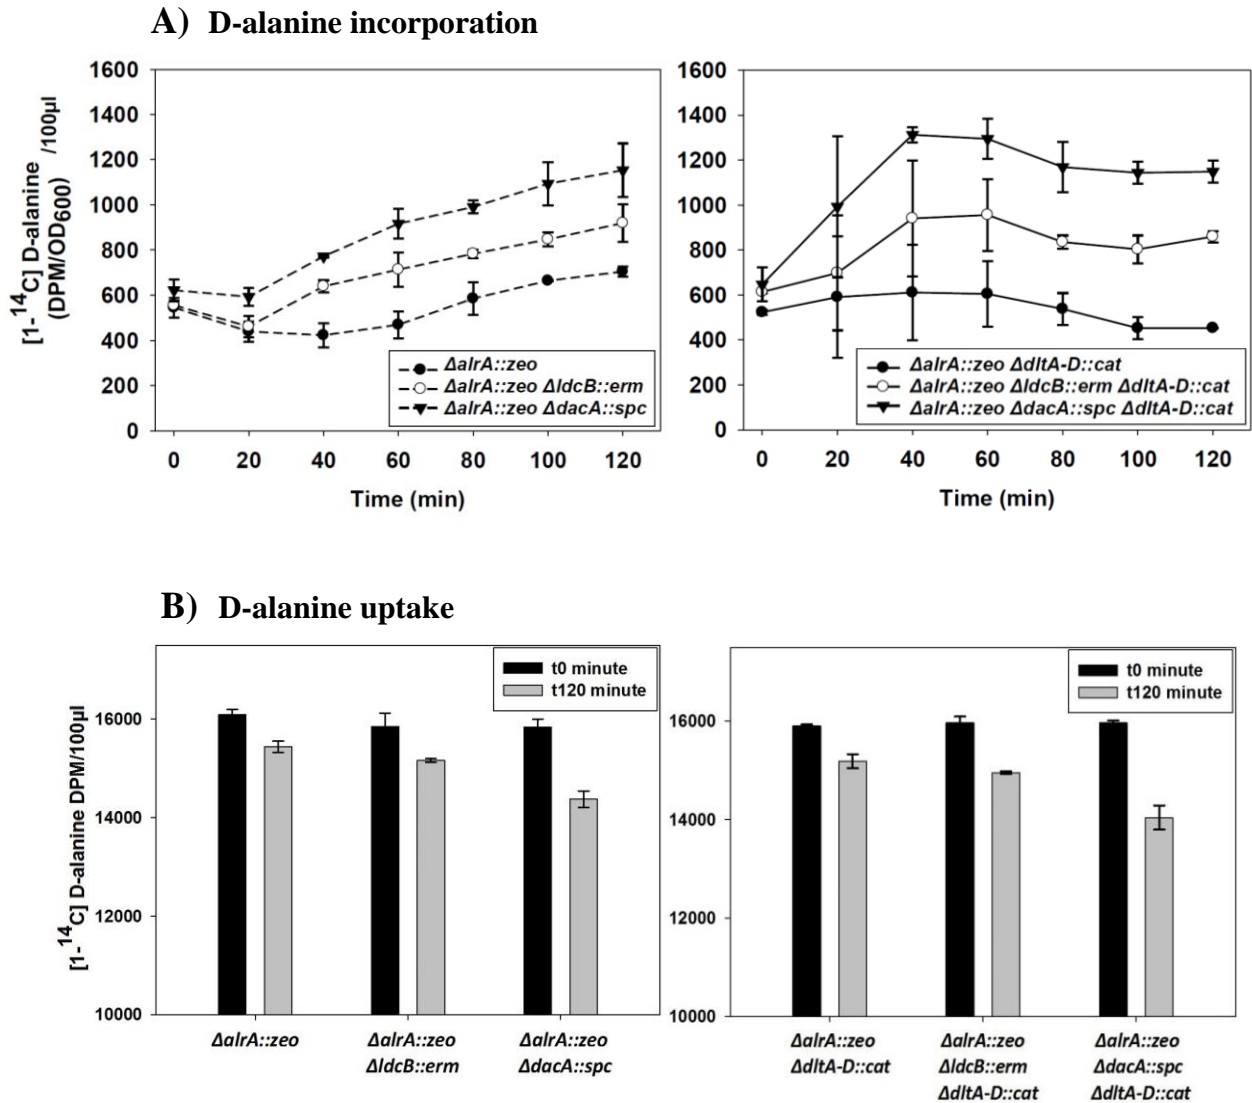 A) D-alanine incorporation
[1-14C] D-alanine /100µl
(DPM/OD600)
1600
1400
1200
1000
800
600
400
200
0
0 20 40 60 80 100 120
Time (min)
ΔalrA::zeo
ΔalrA::zeo ΔldcB::erm
ΔalrA::zeo ΔdacA::spc
1600
1400
1200
1000
800
600
400
200
0
0 20 40 60 80 100 120
Time (min)
ΔalrA::zeo ΔdltA-D::cat
ΔalrA::zeo ΔldcB::erm ΔdltA-D::cat
ΔalrA::zeo ΔdacA::spc ΔdltA-D::cat
B) D-alanine uptake
[1-14C] D-alanine DPM/100µl
16000
14000
12000
10000
t0 minute
t120 minute
ΔalrA::zeo
ΔalrA::zeo
ΔldcB::erm
ΔalrA::zeo
ΔdacA::spc
16000
14000
12000
10000
t0 minute
t120 minute
ΔalrA::zeo
ΔdltA-D::cat
ΔalrA::zeo
ΔldcB::erm
ΔdltA-D::cat
ΔalrA::zeo
ΔdacA::spc
ΔdltA-D::cat